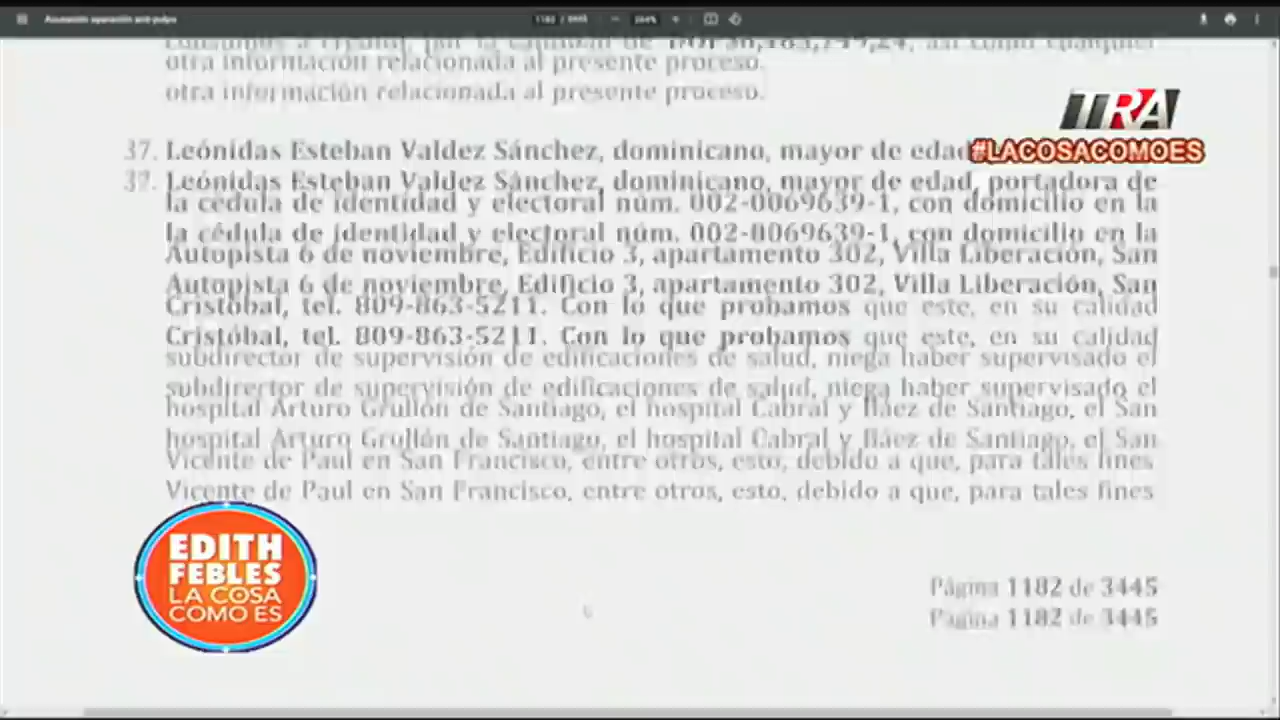 1182 / 3445
otra información relacionada al presente proceso.
otra información relacionada al presente proceso.
TRA
#LACOSACOMOES
37. Leónidas Esteban Valdez Sánchez, dominicano, mayor de edad
37. Leónidas Esteban Valdez Sánchez, dominicano, mayor de edad, portadora de
la cédula de identidad y electoral núm. 002-0069639-1, con domicilio en la
la cédula de identidad y electoral núm. 002-0069639-1, con domicilio en la
Autopista 6 de noviembre, Edificio 3, apartamento 302, Villa Liberación, San
Autopista 6 de noviembre, Edificio 3, apartamento 302, Villa Liberación, San
Cristóbal, tel. 809-863-5211. Con lo que probamos que este, en su calidad
Cristóbal, tel. 809-863-5211. Con lo que probamos que este, en su calidad
subdirector de supervisión de edificaciones de salud, niega haber supervisado el
subdirector de supervisión de edificaciones de salud, niega haber supervisado el
hospital Arturo Grullón de Santiago, el hospital Cabral y Báez de Santiago, el San
hospital Arturo Grullón de Santiago, el hospital Cabral y Báez de Santiago, el San
Vicente de Paul en San Francisco, entre otros, esto, debido a que, para tales fines
Vicente de Paul en San Francisco, entre otros, esto, debido a que, para tales fines
EDITH
FEBLES
LA COSA
COMO ES
Página 1182 de 3445
Página 1182 de 3445